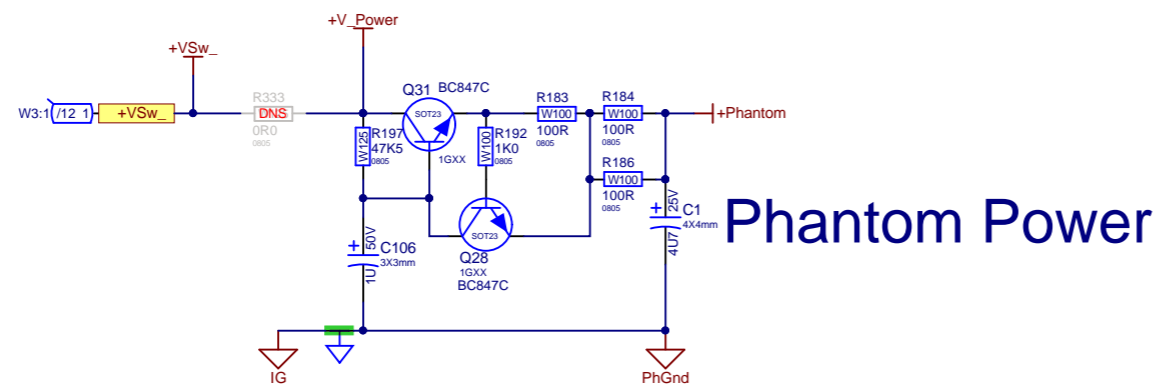 +V_Power
+VSw_
W3:1 /12 1 +VSw_
R333
DNS
0R0
0805
Q31 BC847C
SOT23
1GXX
R197
47K5
0805
W125
R192
1K0
0805
W100
R183
W100
100R
0805
R184
W100
100R
0805
+Phantom
R186
W100
100R
0805
SOT23
Q28
1GXX
BC847C
+ 50V
C106
3X3mm
1U
+ 25V
C1
4X4mm
4U7
Phantom Power
IG
PhGnd